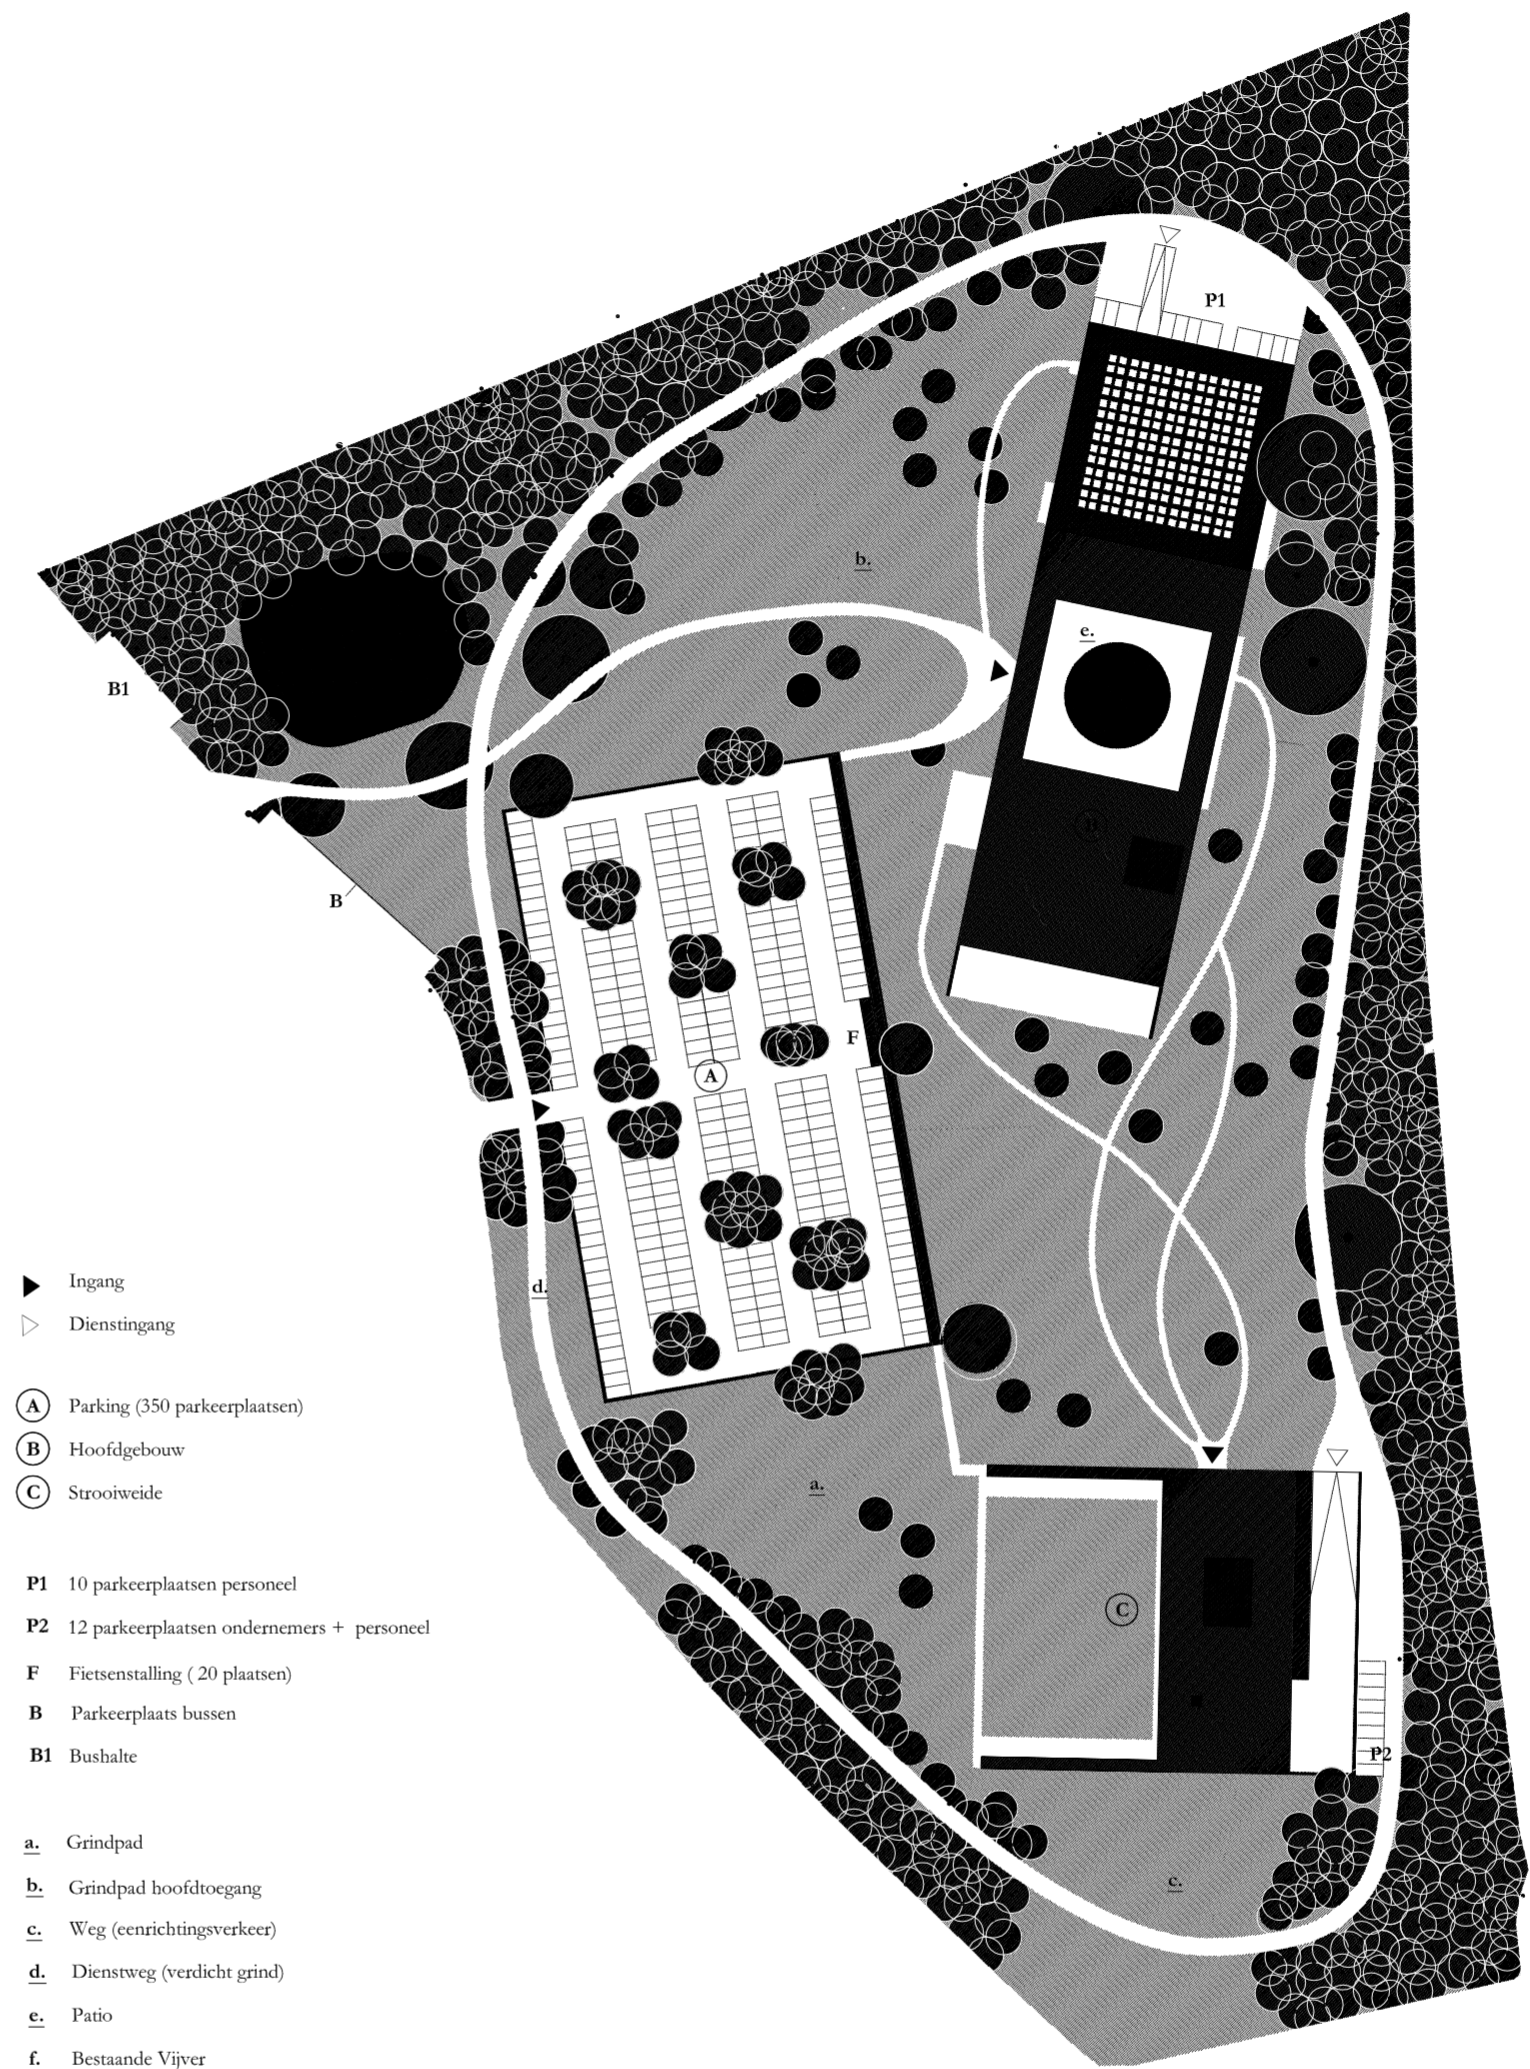 P1
b.
e.
B1
B
B
F
A
d.
a.
C
P2
c.
Ingang
Dienstingang
A Parking (350 parkeerplaatsen)
B Hoofdgebouw
C Strooiweide
P1 10 parkeerplaatsen personeel
P2 12 parkeerplaatsen ondernemers + personeel
F Fietsenstalling ( 20 plaatsen)
B Parkeerplaats bussen
B1 Bushalte
a. Grindpad
b. Grindpad hoofdtoegang
c. Weg (eenrichtingsverkeer)
d. Dienstweg (verdicht grind)
e. Patio
f. Bestaande Vijver